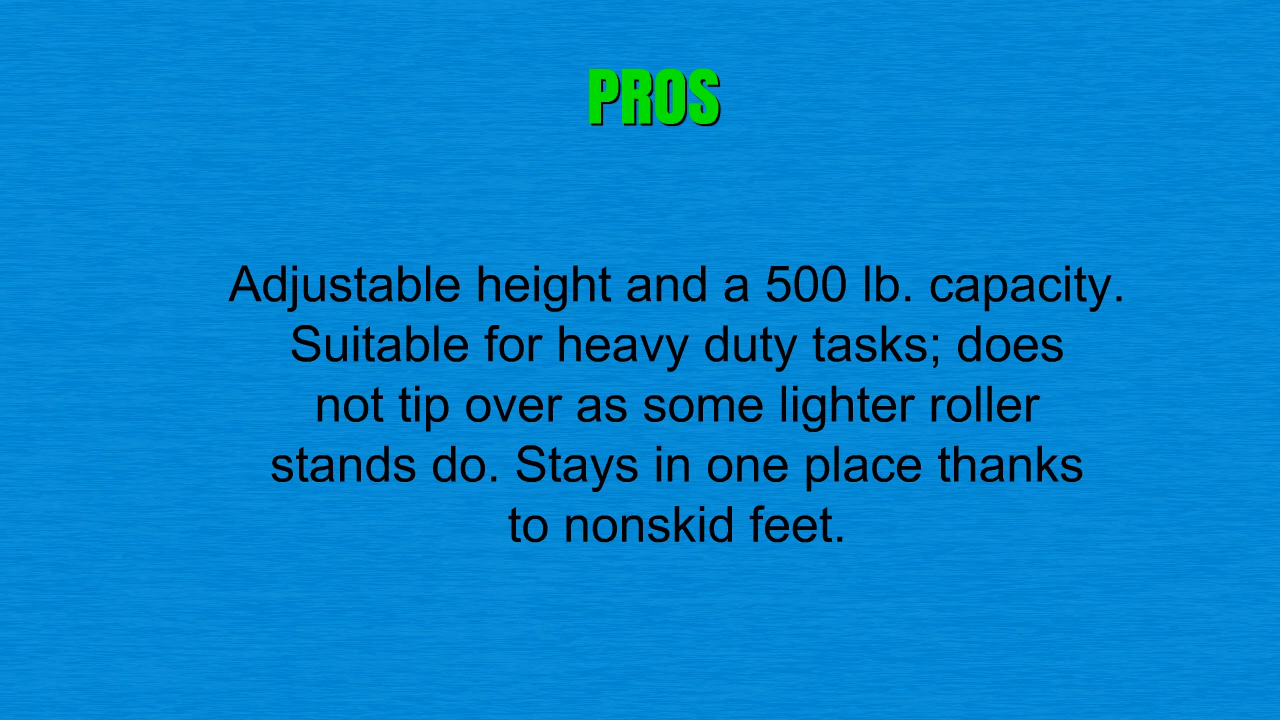 PROS
Adjustable height and a 500 lb. capacity.
Suitable for heavy duty tasks; does
not tip over as some lighter roller
stands do. Stays in one place thanks
to nonskid feet.